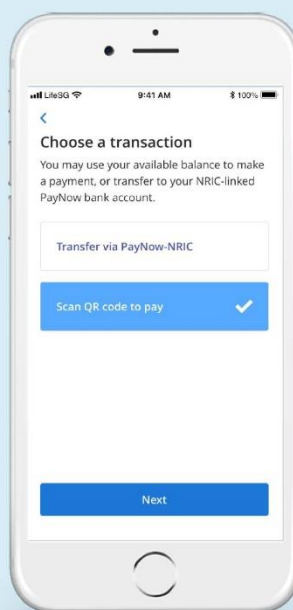 LifeSG 9:41 AM 100%
Choose a transaction
You may use your available balance to make
a payment, or transfer to your NRIC-linked
PayNow bank account.
Transfer via PayNow-NRIC
Scan QR code to pay
Next